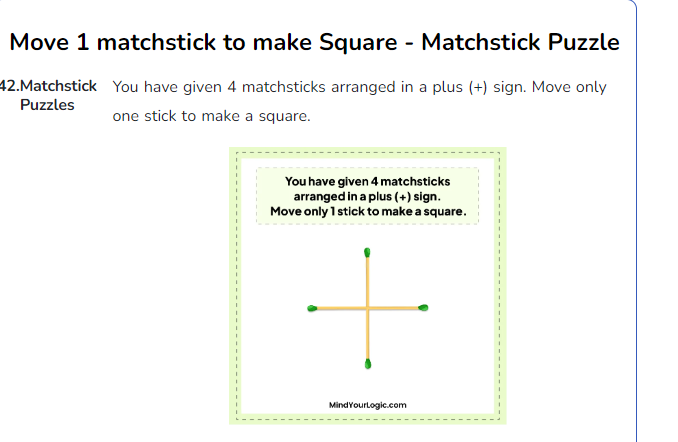 Move 1 matchstick to make Square - Matchstick Puzzle
42.Matchstick
Puzzles
You have given 4 matchsticks arranged in a plus (+) sign. Move only
one stick to make a square.
You have given 4 matchsticks
arranged in a plus (+) sign.
Move only 1 stick to make a square.
MindYourLogic.com